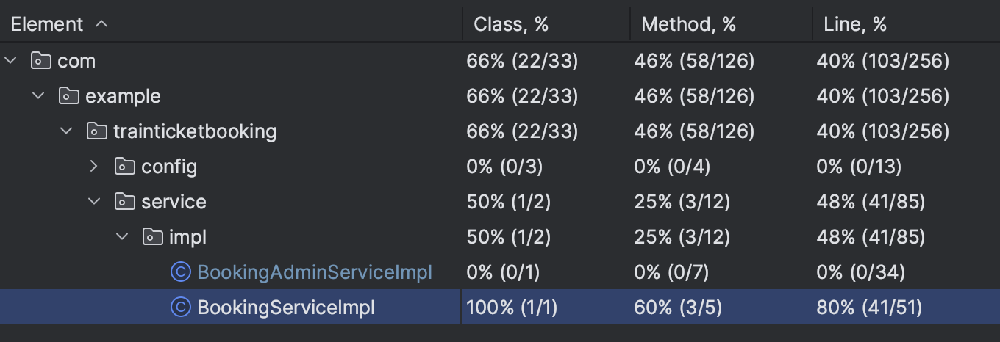 Element Class, % Method, % Line, %
com 66% (22/33) 46% (58/126) 40% (103/256)
example 66% (22/33) 46% (58/126) 40% (103/256)
trainticketbooking 66% (22/33) 46% (58/126) 40% (103/256)
config 0% (0/3) 0% (0/4) 0% (0/13)
service 50% (1/2) 25% (3/12) 48% (41/85)
impl 50% (1/2) 25% (3/12) 48% (41/85)
C BookingAdminServiceImpl 0% (0/1) 0% (0/7) 0% (0/34)
C BookingServiceImpl 100% (1/1) 60% (3/5) 80% (41/51)